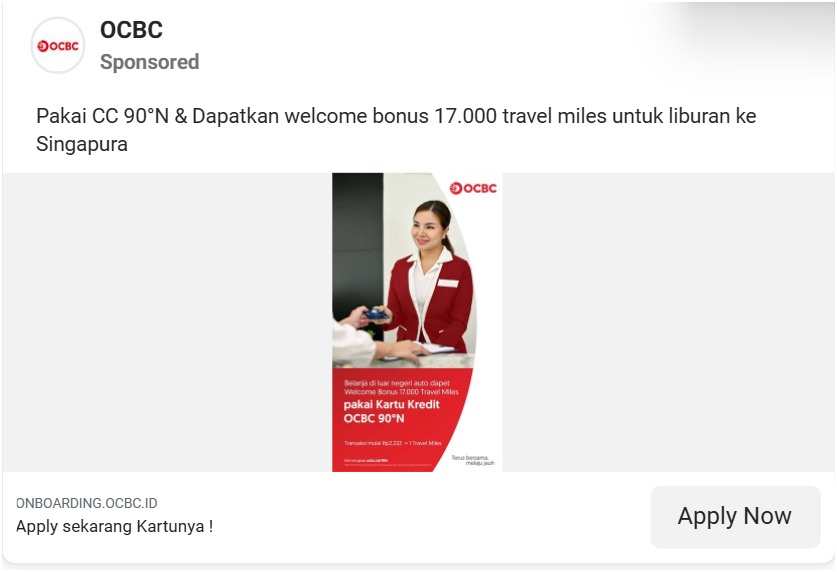 OCBC
OCBC
Sponsored
Pakai CC 90°N & Dapatkan welcome bonus 17.000 travel miles untuk liburan ke
Singapura
OCBC
Belanja di luar negeri auto dapet
Welcome Bonus 17.000 Travel Miles
pakai Kartu Kredit
OCBC 90°N
Transaksi mulai Rp2.222 = 1 Travel Miles
Terus bersama,
melaju jauh
ONBOARDING.OCBC.ID
Apply sekarang Kartunya !
Apply Now